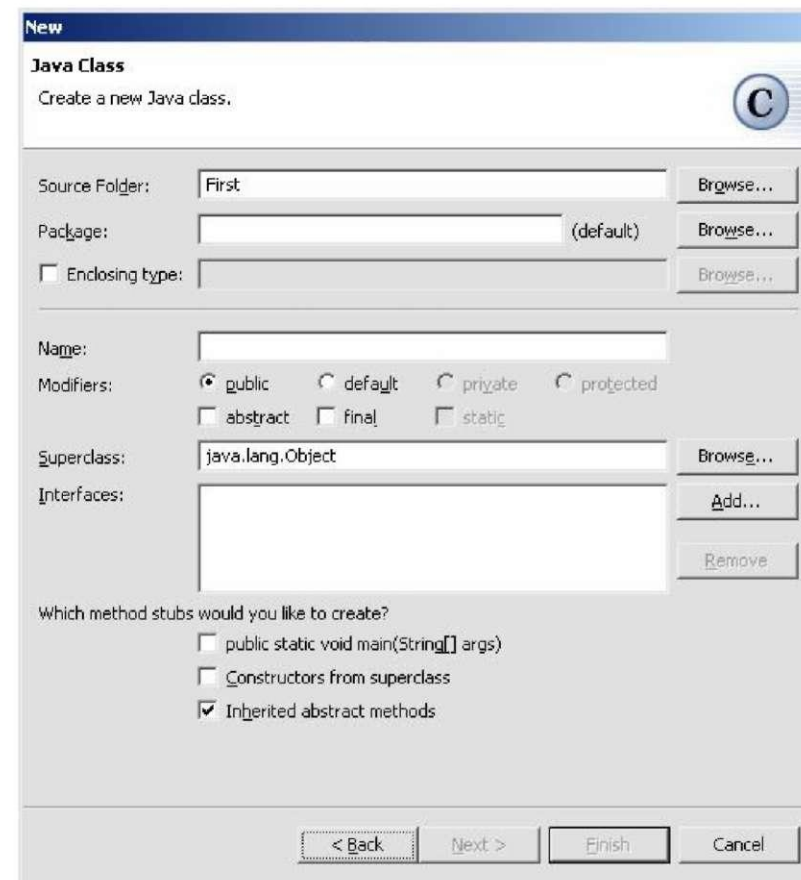 New
Java Class
Create a new Java class.
C
Source Folder: First Browse...
Package: (default) Browse...
Enclosing type: Browse...
Name:
Modifiers: public default private protected
abstract final static
Superclass: java.lang.Object Browse...
Interfaces: Add...
Remove
Which method stubs would you like to create?
public static void main(String[] args)
Constructors from superclass
Inherited abstract methods
< Back Next > Finish Cancel